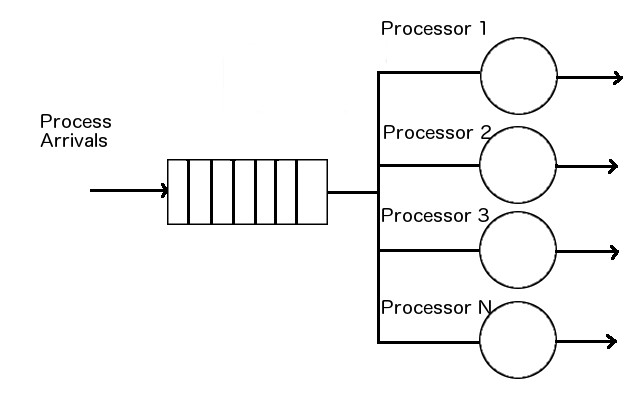 Processor 1
Process
Arrivals
Processor 2
Processor 3
Processor N